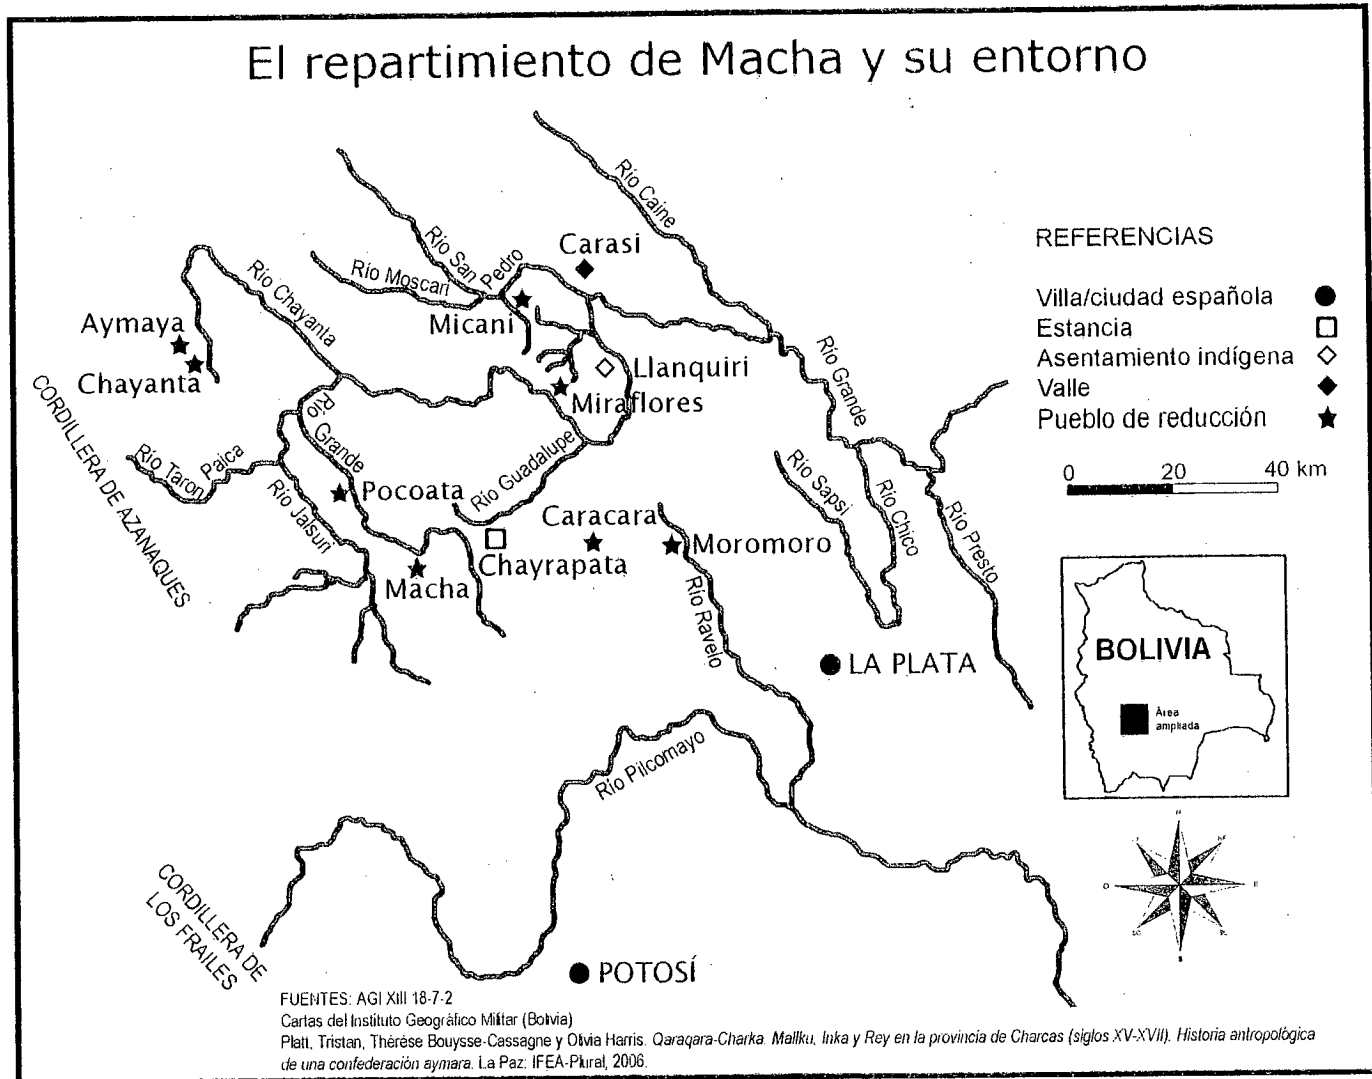 El repartimiento de Macha y su entorno
Río Caine
Río San Pedro
Río Moscari
Carasi
Río Chayanta
Micani
Aymaya
Chayanta
Llanquiri
Miraflores
Río Grande
CORDILLERA DE AZANAQUES
Río Grande
Río Taron Paica
Río Jalsuri
Río Guadalupe
Pocoata
Caracara
Moromoro
Chayrapata
Macha
Río Sapsi
Río Chico
Río Presto
Río Ravelo
LA PLATA
Río Pilcomayo
CORDILLERA DE
LOS FRAILES
POTOSÍ
REFERENCIAS
Villa/ciudad española
Estancia
Asentamiento indígena
Valle
Pueblo de reducción
0 20 40 km
BOLIVIA
Área
ampliada
N
NE
E
S
SO
O
FUENTES: AGI XIII 18-7-2
Cartas del Instituto Geográfico Militar (Bolivia)
Platt, Tristan, Thérèse Bouysse-Cassagne y Olivia Harris. Qaraqara-Charka. Mallku, Inka y Rey en la provincia de Charcas (siglos XV-XVII). Historia antropológica
de una confederación aymara. La Paz: IFEA-Plural, 2006.